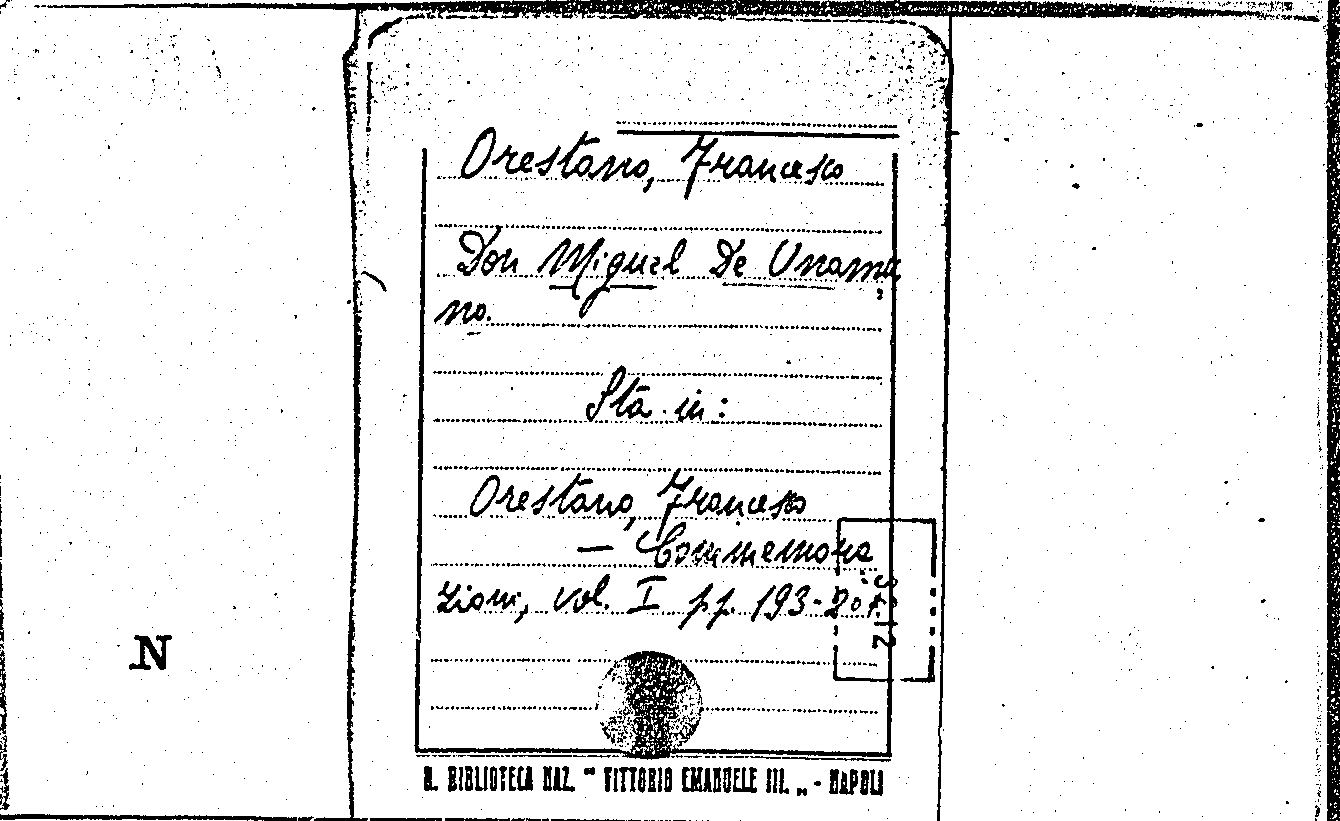 Orestano, Francesco
Don Miguel De Unamu
no.
Sta in:
Orestano, Francesco
— Commemora
zioni, vol. I pp. 193-207.
N
R. BIBLIOTECA NAZ. " VITTORIO EMANUELE III. „ - NAPOLI